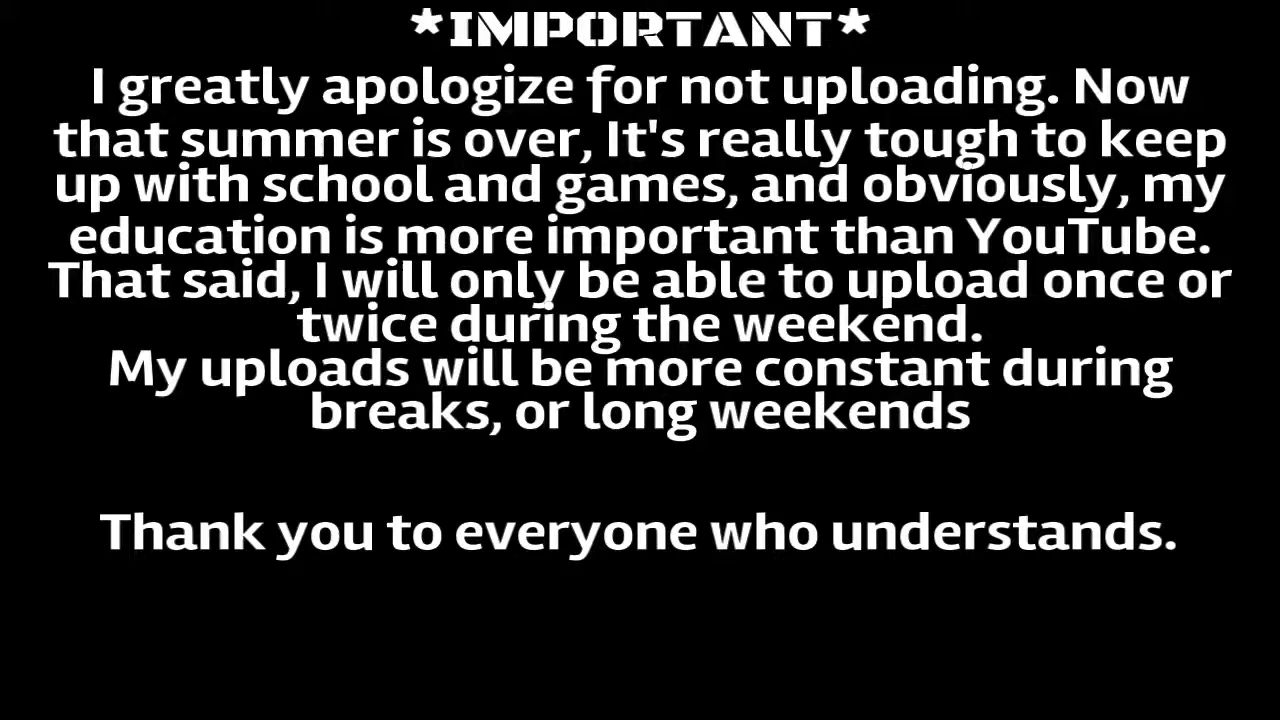 *IMPORTANT*
I greatly apologize for not uploading. Now
that summer is over, It's really tough to keep
up with school and games, and obviously, my
education is more important than YouTube.
That said, I will only be able to upload once or
twice during the weekend.
My uploads will be more constant during
breaks, or long weekends
Thank you to everyone who understands.